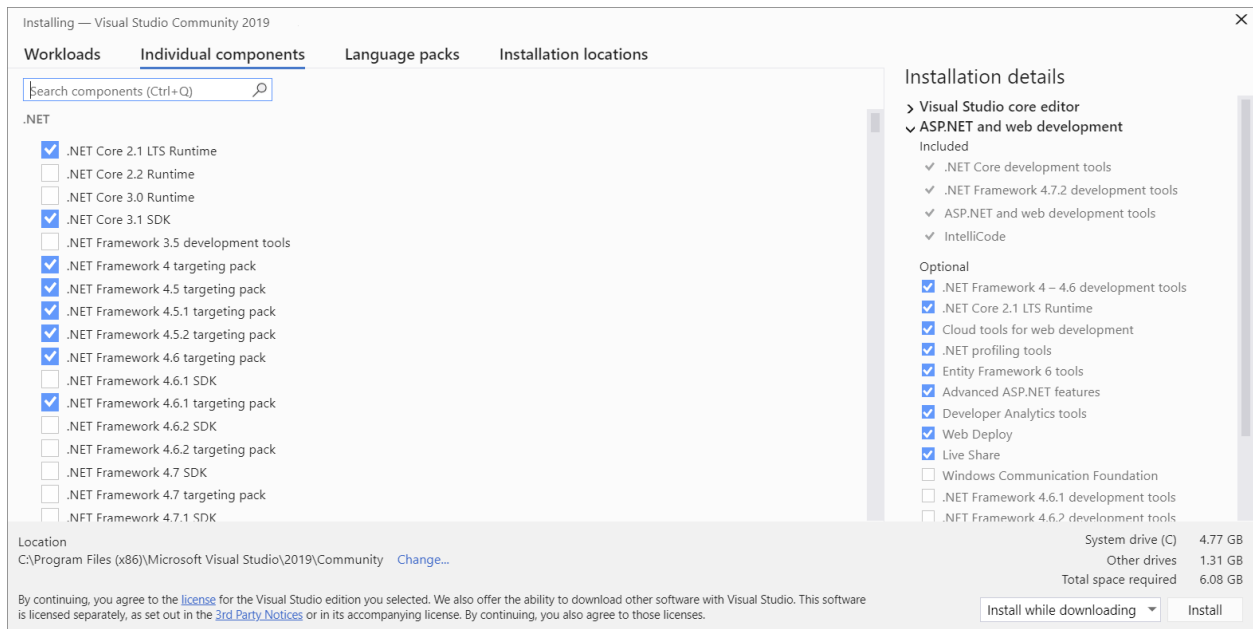 Installing — Visual Studio Community 2019
Workloads Individual components Language packs Installation locations
Search components (Ctrl+Q)
.NET
.NET Core 2.1 LTS Runtime
.NET Core 2.2 Runtime
.NET Core 3.0 Runtime
.NET Core 3.1 SDK
.NET Framework 3.5 development tools
.NET Framework 4 targeting pack
.NET Framework 4.5 targeting pack
.NET Framework 4.5.1 targeting pack
.NET Framework 4.5.2 targeting pack
.NET Framework 4.6 targeting pack
.NET Framework 4.6.1 SDK
.NET Framework 4.6.1 targeting pack
.NET Framework 4.6.2 SDK
.NET Framework 4.6.2 targeting pack
.NET Framework 4.7 SDK
.NET Framework 4.7 targeting pack
.NET Framework 4.7.1 SDK
Installation details
Visual Studio core editor
ASP.NET and web development
Included
.NET Core development tools
.NET Framework 4.7.2 development tools
ASP.NET and web development tools
IntelliCode
Optional
.NET Framework 4 – 4.6 development tools
.NET Core 2.1 LTS Runtime
Cloud tools for web development
.NET profiling tools
Entity Framework 6 tools
Advanced ASP.NET features
Developer Analytics tools
Web Deploy
Live Share
Windows Communication Foundation
.NET Framework 4.6.1 development tools
.NET Framework 4.6.2 development tools
Location
C:\Program Files (x86)\Microsoft Visual Studio\2019\Community Change...
By continuing, you agree to the license for the Visual Studio edition you selected. We also offer the ability to download other software with Visual Studio. This software
is licensed separately, as set out in the 3rd Party Notices or in its accompanying license. By continuing, you also agree to those licenses.
System drive (C) 4.77 GB
Other drives 1.31 GB
Total space required 6.08 GB
Install while downloading Install